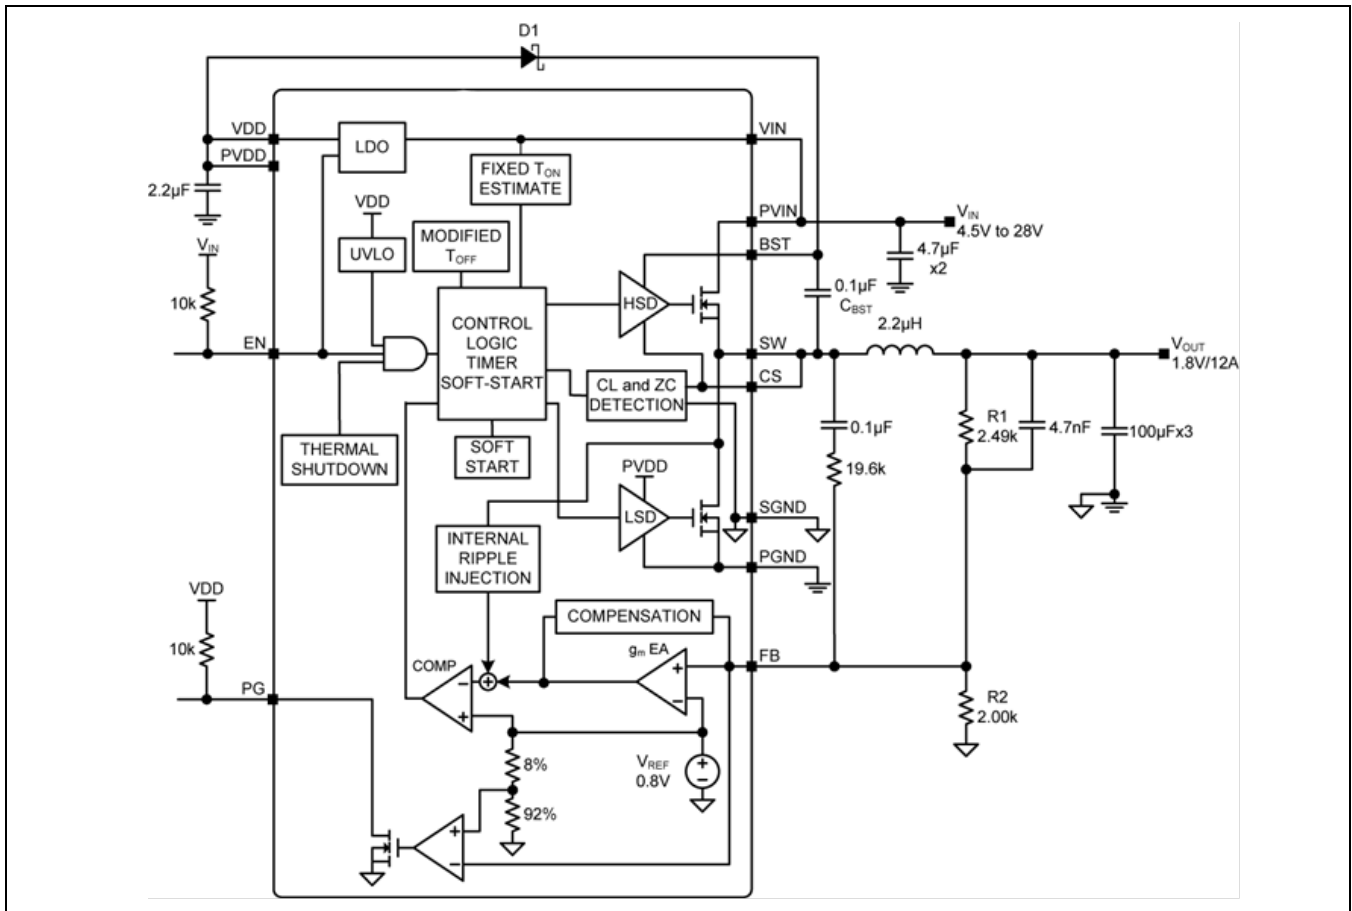 D1
VDD
LDO
VIN
PVDD
FIXED TON
ESTIMATE
2.2µF
VDD
PVIN
VIN
4.5V to 28V
MODIFIED
TOFF
VIN
UVLO
BST
4.7µF
x2
10k
HSD
0.1µF
CBST
CONTROL
LOGIC
TIMER
SOFT-START
2.2µH
EN
SW
VOUT
1.8V/12A
CS
CL and ZC
DETECTION
R1
2.49k
4.7nF
0.1µF
100µFx3
THERMAL
SHUTDOWN
SOFT
START
PVDD
19.6k
LSD
SGND
INTERNAL
RIPPLE
INJECTION
PGND
VDD
COMPENSATION
10k
gm EA
FB
COMP
+
−
+
−
+
PG
−
R2
2.00k
8%
VREF
0.8V
+
−
92%
+
−